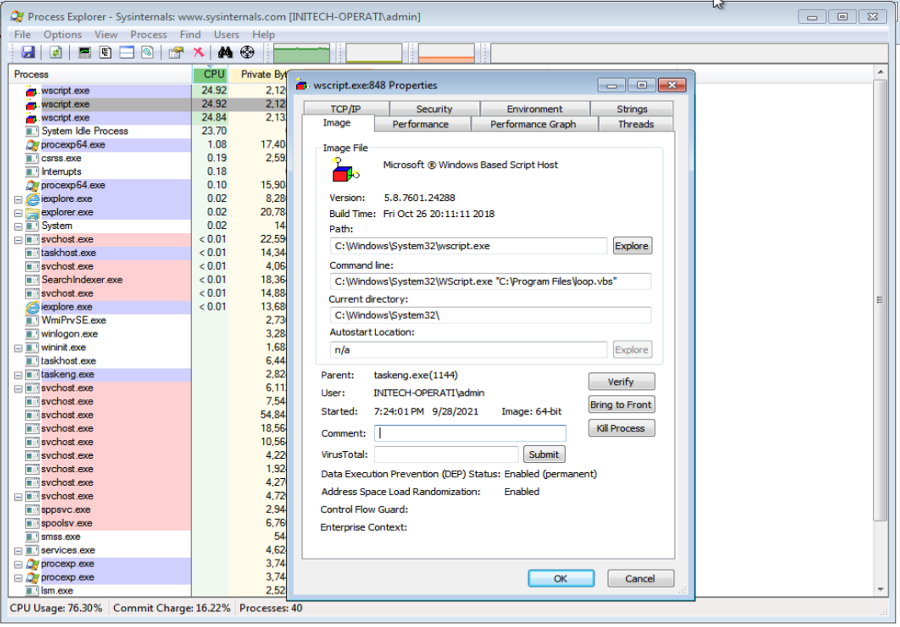 Process Explorer - Sysinternals: www.sysinternals.com [INITECH-OPERATI\admin]
File Options View Process Find Users Help
Process CPU Private By
wscript.exe 24.92 2,12
wscript.exe 24.92 2,12
wscript.exe 24.84 2,13
System Idle Process 23.70
procexp64.exe 1.08 17,40
csrss.exe 0.19 2,59
Interrupts 0.18
procexp64.exe 0.10 15,90
iexplore.exe 0.02 8,28
explorer.exe 0.02 20,78
System 0.02 14
svchost.exe < 0.01 22,59
taskhost.exe < 0.01 14,34
svchost.exe < 0.01 4,06
SearchIndexer.exe < 0.01 18,36
svchost.exe < 0.01 14,88
iexplore.exe < 0.01 13,68
WmiPrvSE.exe 2,73
winlogon.exe 3,28
wininit.exe 1,68
taskhost.exe 6,44
taskeng.exe 2,82
svchost.exe 6,11
svchost.exe 7,54
svchost.exe 54,84
svchost.exe 18,56
svchost.exe 10,56
svchost.exe 4,22
svchost.exe 1,92
svchost.exe 4,27
svchost.exe 4,72
sppsvc.exe 2,94
spoolsv.exe 6,76
smss.exe 54
services.exe 4,62
procexp.exe 3,74
procexp.exe 3,74
lsm.exe 2,52
CPU Usage: 76.30% Commit Charge: 16.22% Processes: 40
wscript.exe:848 Properties
TCP/IP Security Environment Strings
Image Performance Performance Graph Threads
Image File
Microsoft ® Windows Based Script Host
Version: 5.8.7601.24288
Build Time: Fri Oct 26 20:11:11 2018
Path:
C:\Windows\System32\wscript.exe Explore
Command line:
C:\Windows\System32\WScript.exe "C:\Program Files\loop.vbs"
Current directory:
C:\Windows\System32\
Autostart Location:
n/a Explore
Parent: taskeng.exe(1144) Verify
User: INITECH-OPERATI\admin
Started: 7:24:01 PM 9/28/2021 Image: 64-bit Bring to Front
Comment: Kill Process
VirusTotal: Submit
Data Execution Prevention (DEP) Status: Enabled (permanent)
Address Space Load Randomization: Enabled
Control Flow Guard:
Enterprise Context:
OK Cancel